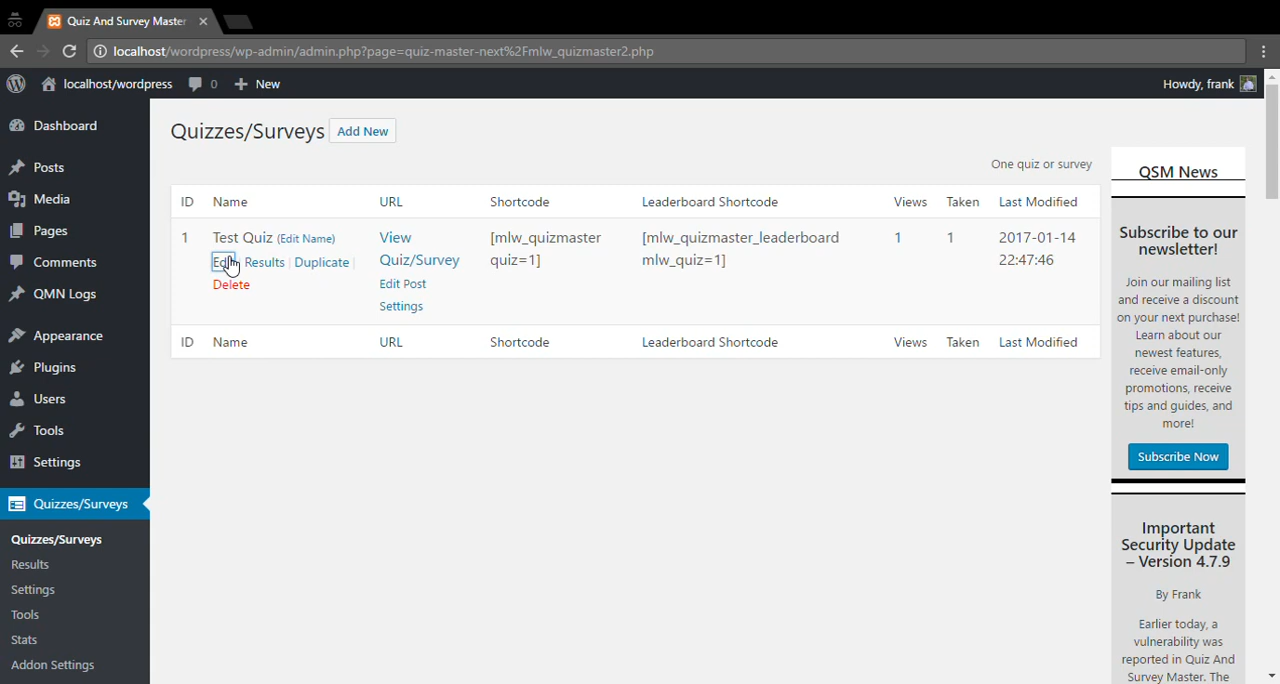 Quiz And Survey Master
localhost/wordpress/wp-admin/admin.php?page=quiz-master-next%2Fmlw_quizmaster2.php
localhost/wordpress 0 New Howdy, frank
Dashboard
Posts
Media
Pages
Comments
QMN Logs
Appearance
Plugins
Users
Tools
Settings
Quizzes/Surveys
Quizzes/Surveys
Results
Settings
Tools
Stats
Addon Settings
Quizzes/Surveys Add New
One quiz or survey
ID Name URL Shortcode Leaderboard Shortcode Views Taken Last Modified
1 Test Quiz (Edit Name) View [mlw_quizmaster [mlw_quizmaster_leaderboard 1 1 2017-01-14
Results | Duplicate | Quiz/Survey quiz=1] mlw_quiz=1] 22:47:46
Delete Edit Post
Settings
ID Name URL Shortcode Leaderboard Shortcode Views Taken Last Modified
QSM News
Subscribe to our
newsletter!
Join our mailing list
and receive a discount
on your next purchase!
Learn about our
newest features,
receive email-only
promotions, receive
tips and guides, and
more!
Subscribe Now
Important
Security Update
– Version 4.7.9
By Frank
Earlier today, a
vulnerability was
reported in Quiz And
Survey Master. The